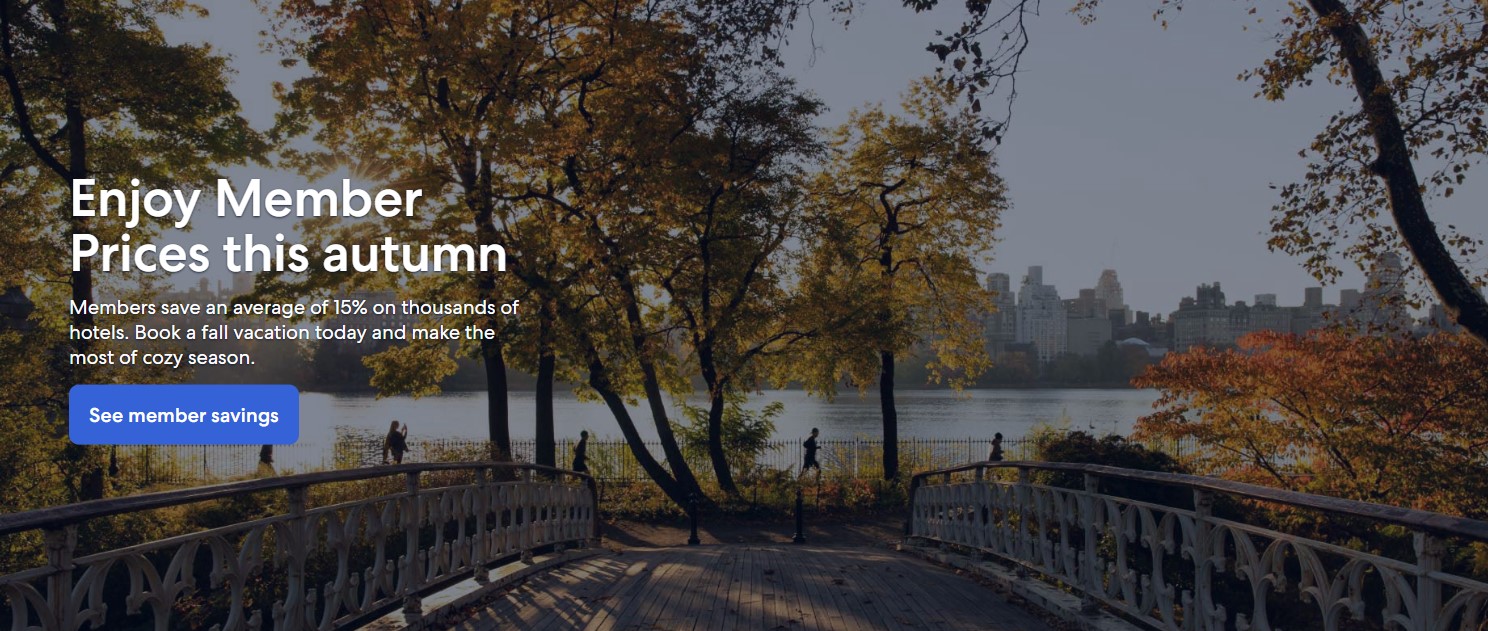 Enjoy Member
Prices this autumn
Members save an average of 15% on thousands of
hotels. Book a fall vacation today and make the
most of cozy season.
See member savings